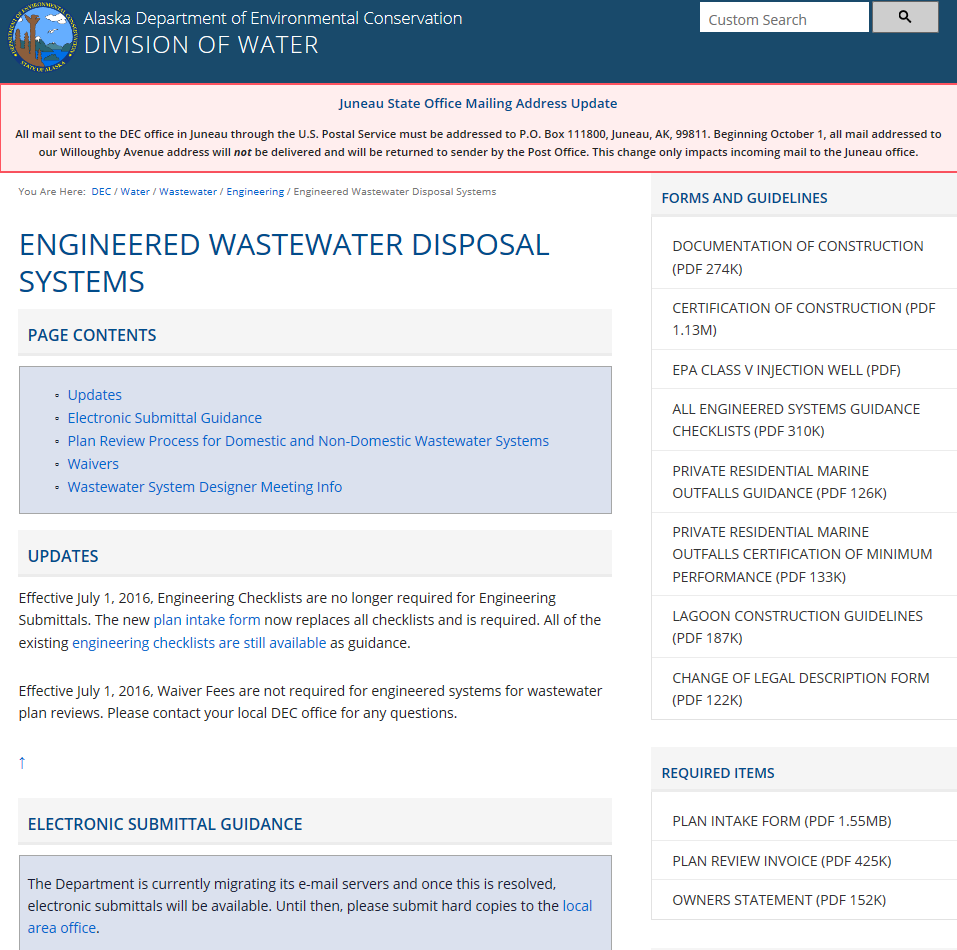 Alaska Department of Environmental Conservation
DIVISION OF WATER
Custom Search
Juneau State Office Mailing Address Update
All mail sent to the DEC office in Juneau through the U.S. Postal Service must be addressed to P.O. Box 111800, Juneau, AK, 99811. Beginning October 1, all mail addressed to
our Willoughby Avenue address will not be delivered and will be returned to sender by the Post Office. This change only impacts incoming mail to the Juneau office.
You Are Here: DEC / Water / Wastewater / Engineering / Engineered Wastewater Disposal Systems
ENGINEERED WASTEWATER DISPOSAL
SYSTEMS
PAGE CONTENTS
Updates
Electronic Submittal Guidance
Plan Review Process for Domestic and Non-Domestic Wastewater Systems
Waivers
Wastewater System Designer Meeting Info
UPDATES
Effective July 1, 2016, Engineering Checklists are no longer required for Engineering
Submittals. The new plan intake form now replaces all checklists and is required. All of the
existing engineering checklists are still available as guidance.
Effective July 1, 2016, Waiver Fees are not required for engineered systems for wastewater
plan reviews. Please contact your local DEC office for any questions.
↑
ELECTRONIC SUBMITTAL GUIDANCE
The Department is currently migrating its e-mail servers and once this is resolved,
electronic submittals will be available. Until then, please submit hard copies to the local
area office.
FORMS AND GUIDELINES
DOCUMENTATION OF CONSTRUCTION
(PDF 274K)
CERTIFICATION OF CONSTRUCTION (PDF
1.13M)
EPA CLASS V INJECTION WELL (PDF)
ALL ENGINEERED SYSTEMS GUIDANCE
CHECKLISTS (PDF 310K)
PRIVATE RESIDENTIAL MARINE
OUTFALLS GUIDANCE (PDF 126K)
PRIVATE RESIDENTIAL MARINE
OUTFALLS CERTIFICATION OF MINIMUM
PERFORMANCE (PDF 133K)
LAGOON CONSTRUCTION GUIDELINES
(PDF 187K)
CHANGE OF LEGAL DESCRIPTION FORM
(PDF 122K)
REQUIRED ITEMS
PLAN INTAKE FORM (PDF 1.55MB)
PLAN REVIEW INVOICE (PDF 425K)
OWNERS STATEMENT (PDF 152K)